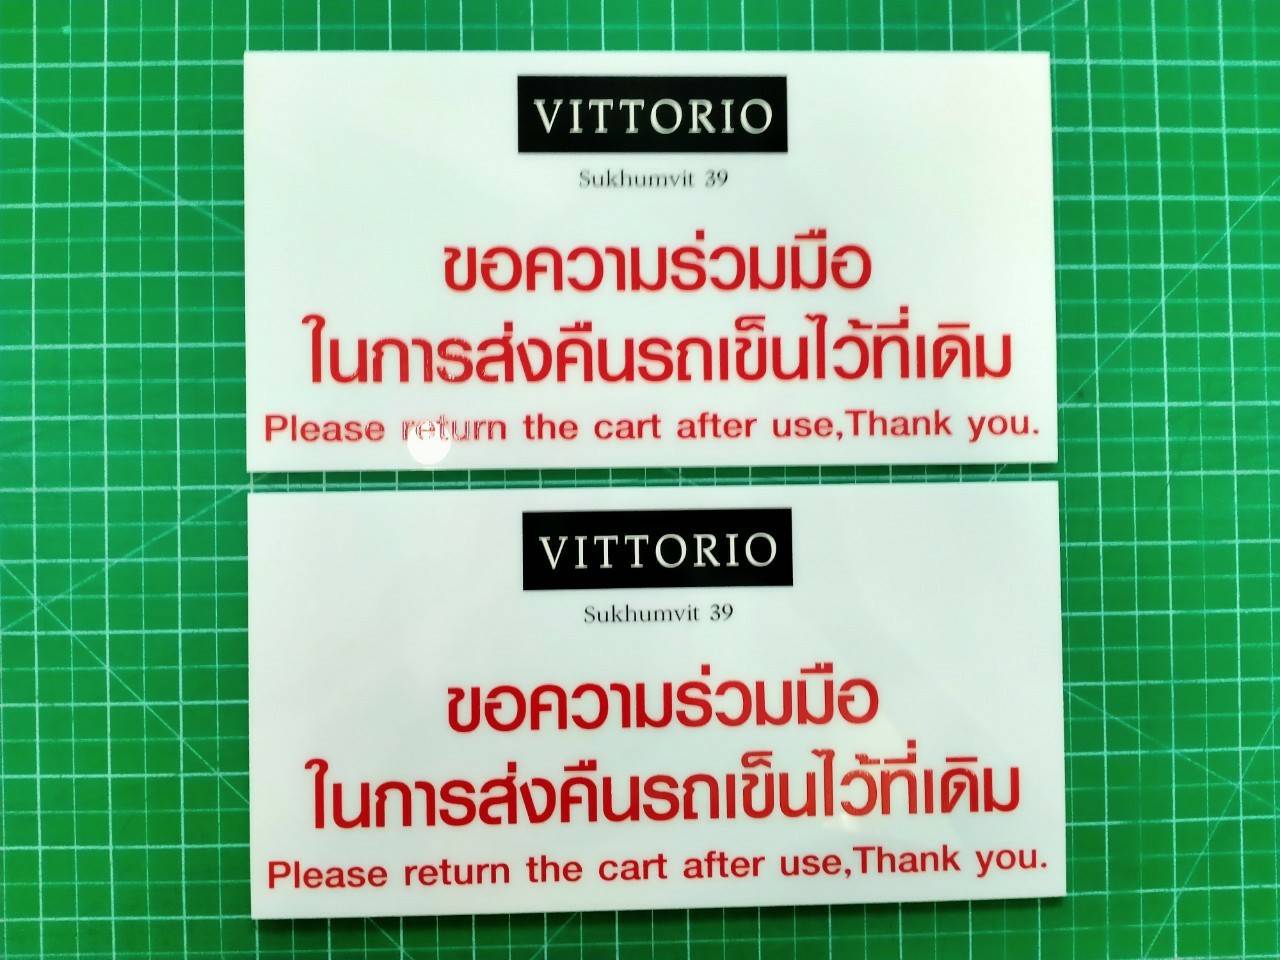 VITTORIO
Sukhumvit 39
ขอความร่วมมือ
ในการส่งคืนรถเข็นไว้ที่เดิม
Please return the cart after use,Thank you.
VITTORIO
Sukhumvit 39
ขอความร่วมมือ
ในการส่งคืนรถเข็นไว้ที่เดิม
Please return the cart after use,Thank you.